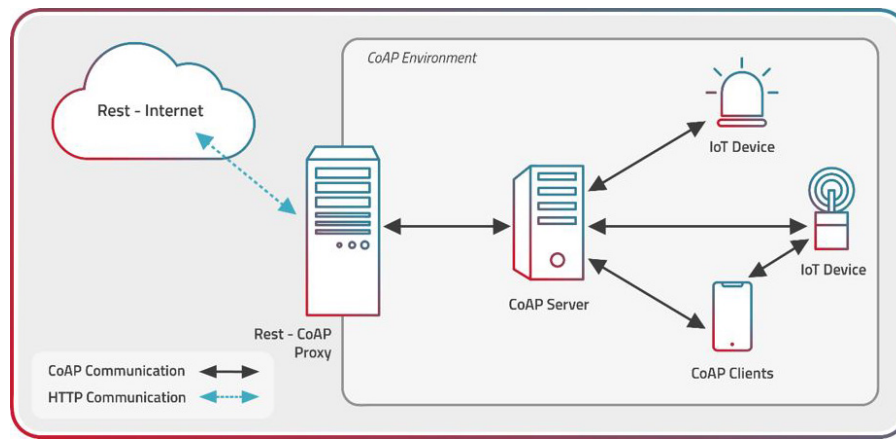 CoAP Environment
Rest - Internet
IoT Device
IoT Device
CoAP Server
Rest - CoAP
Proxy
CoAP Clients
CoAP Communication
HTTP Communication